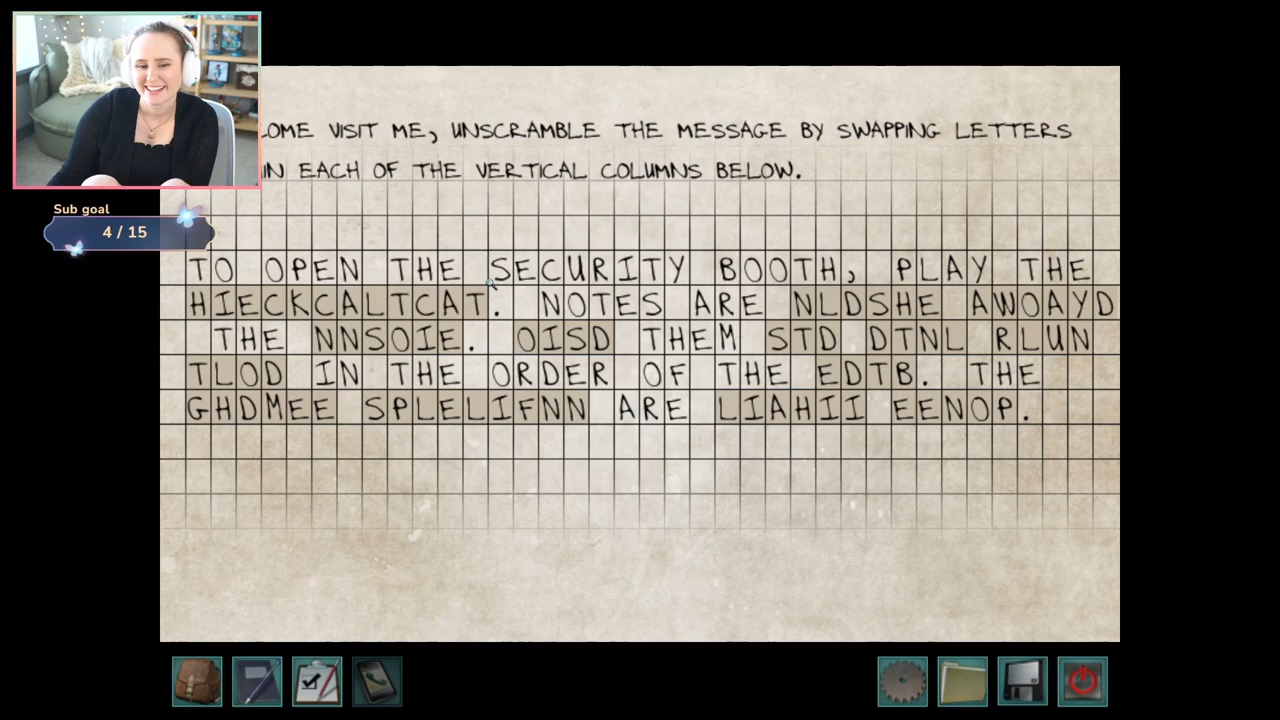 OME VISIT ME, UNSCRAMBLE THE MESSAGE BY SWAPPING LETTERS
IN EACH OF THE VERTICAL COLUMNS BELOW.
Sub goal
4 / 15
TO OPEN THE SECURITY BOOTH, PLAY THE
HIECKCALTCAT. NOTES ARE NLDSHE AWOAYD
THE NNSOIE. OISD THEM STD DTNL RLUN
TLOD IN THE ORDER OF THE EDTB. THE
GHDMEE SPLELIFNN ARE LIAHII EENOP.